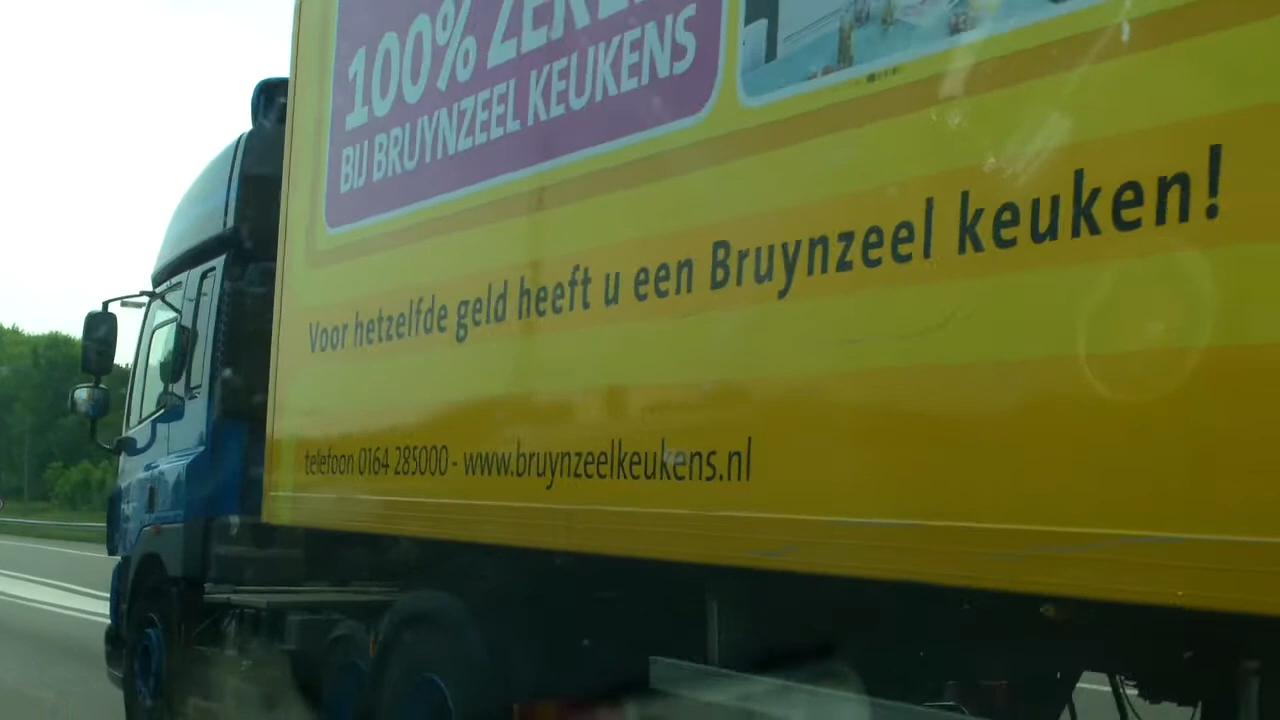 100%
BIJ BRUYNZEEL KEUKENS
Voor hetzelfde geld heeft u een Bruynzeel keuken!
telefoon 0164 285000 - www.bruynzeelkeukens.nl